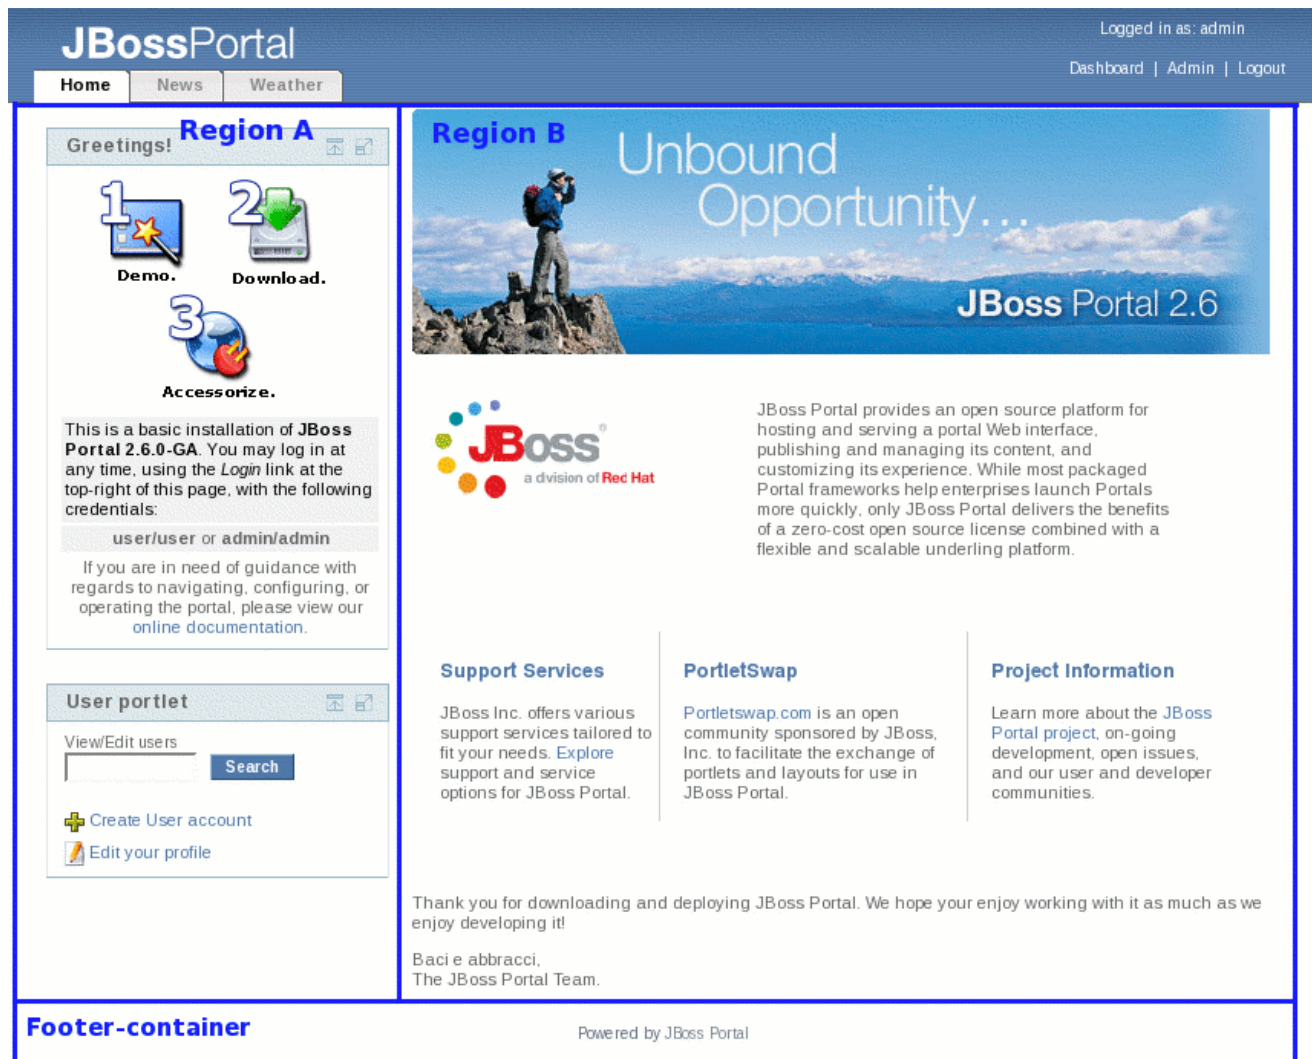 JBossPortal
Logged in as: admin
Dashboard | Admin | Logout
Home News Weather
Region A
Greetings!
1
2
Demo.
Download.
3
Accessorize.
This is a basic installation of JBoss
Portal 2.6.0-GA. You may log in at
any time, using the Login link at the
top-right of this page, with the following
credentials:
user/user or admin/admin
If you are in need of guidance with
regards to navigating, configuring, or
operating the portal, please view our
online documentation.
User portlet
View/Edit users
Search
Create User account
Edit your profile
Region B
Unbound
Opportunity...
JBoss Portal 2.6
JBoss®
a division of Red Hat
JBoss Portal provides an open source platform for
hosting and serving a portal Web interface,
publishing and managing its content, and
customizing its experience. While most packaged
Portal frameworks help enterprises launch Portals
more quickly, only JBoss Portal delivers the benefits
of a zero-cost open source license combined with a
flexible and scalable underling platform.
Support Services
JBoss Inc. offers various
support services tailored to
fit your needs. Explore
support and service
options for JBoss Portal.
PortletSwap
Portletswap.com is an open
community sponsored by JBoss,
Inc. to facilitate the exchange of
portlets and layouts for use in
JBoss Portal.
Project Information
Learn more about the JBoss
Portal project, on-going
development, open issues,
and our user and developer
communities.
Thank you for downloading and deploying JBoss Portal. We hope your enjoy working with it as much as we
enjoy developing it!
Baci e abbracci,
The JBoss Portal Team.
Footer-container
Powered by JBoss Portal